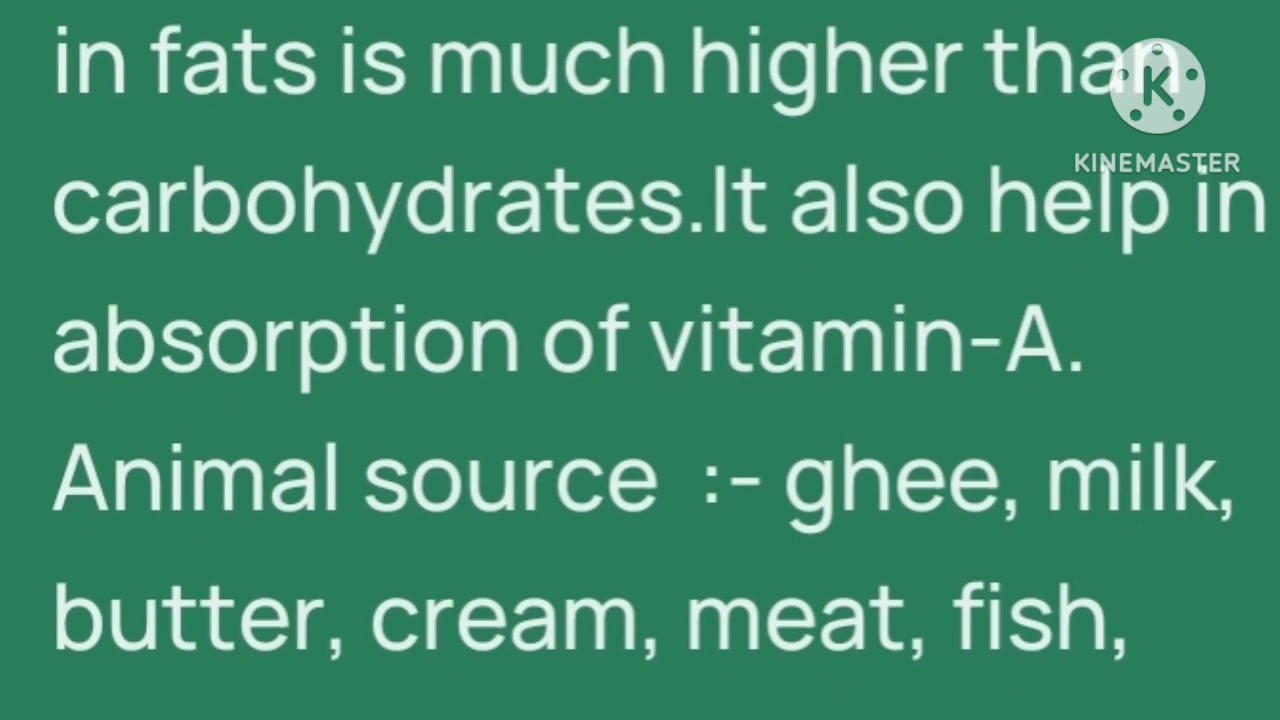 in fats is much higher than
K
KINEMASTER
carbohydrates.It also help in
absorption of vitamin-A.
Animal source :- ghee, milk,
butter, cream, meat, fish,